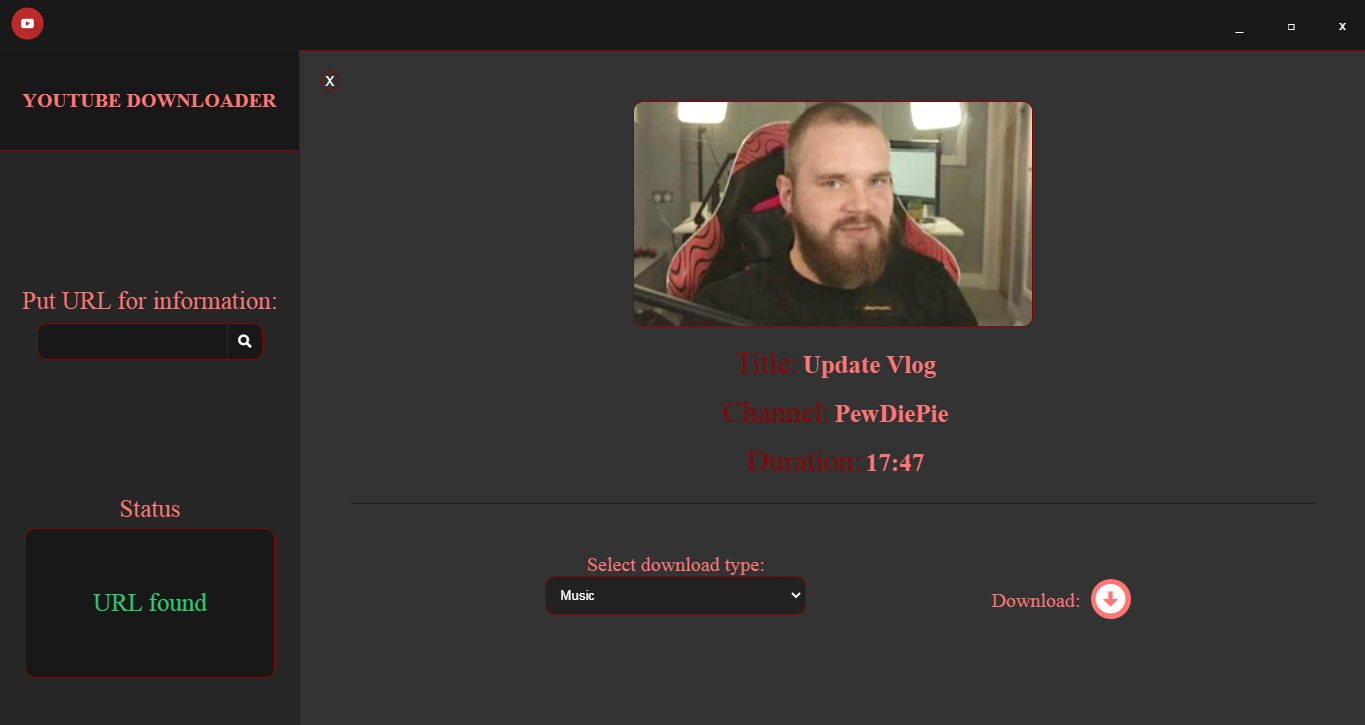 _ □ x
YOUTUBE DOWNLOADER
X
Put URL for information:
Title: Update Vlog
Channel: PewDiePie
Duration: 17:47
Status
URL found
Select download type:
Music
Download: